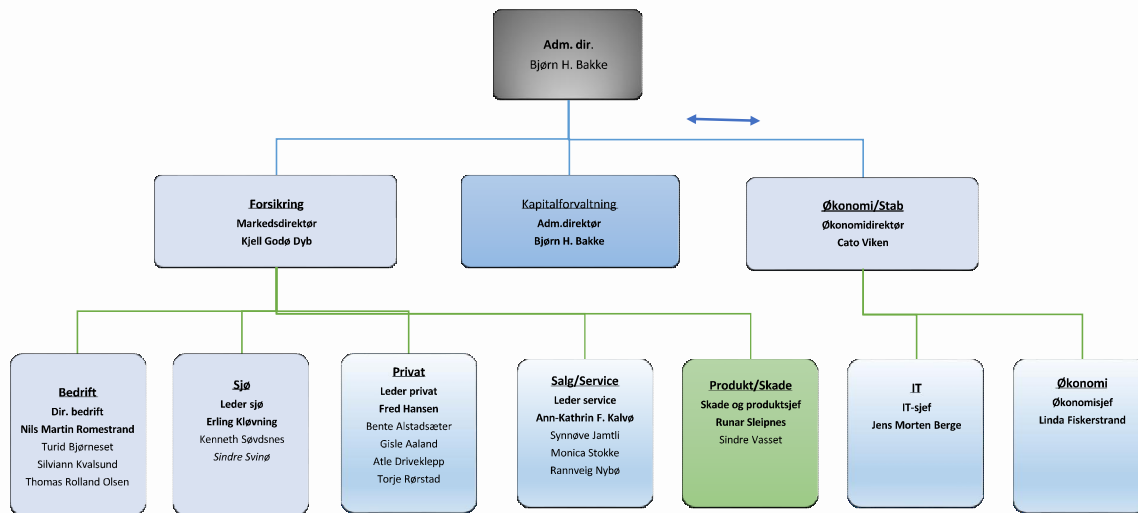 Adm. dir.
Bjørn H. Bakke
Forsikring
Markedsdirektør
Kjell Godø Dyb
Kapitalforvaltning
Adm.direktør
Bjørn H. Bakke
Økonomi/Stab
Økonomidirektør
Cato Viken
Bedrift
Dir. bedrift
Nils Martin Romestrand
Turid Bjørneset
Silviann Kvalsund
Thomas Rolland Olsen
Sjø
Leder sjø
Erling Kløvning
Kenneth Søvdsnes
Sindre Svinø
Privat
Leder privat
Fred Hansen
Bente Alstadsæter
Gisle Aaland
Atle Driveklepp
Torje Rørstad
Salg/Service
Leder service
Ann-Kathrin F. Kalvø
Synnøve Jamtli
Monica Stokke
Rannveig Nybø
Produkt/Skade
Skade og produktsjef
Runar Sleipnes
Sindre Vasset
IT
IT-sjef
Jens Morten Berge
Økonomi
Økonomisjef
Linda Fiskerstrand